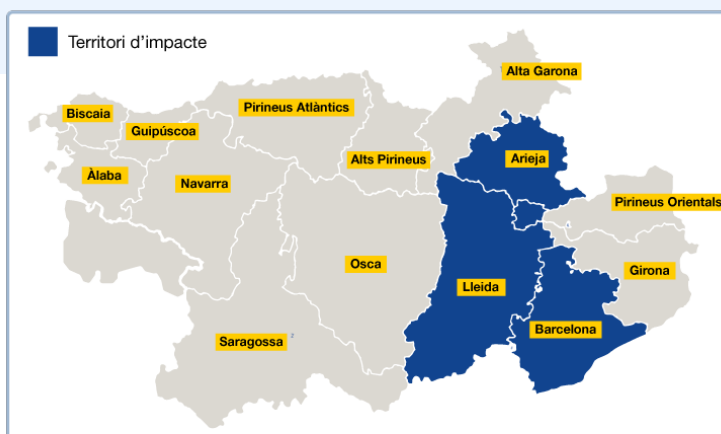 Territori d’impacte
Alta Garona
Biscaia
Pirineus Atlàntics
Guipúscoa
Alts Pirineus
Arieja
Àlaba
Navarra
Pirineus Orientals
Osca
Girona
Lleida
Barcelona
Saragossa